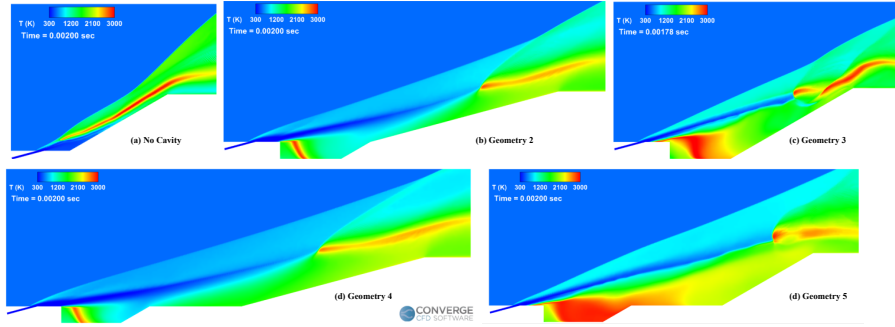 T (K) 300 1200 2100 3000
Time = 0.00200 sec
(a) No Cavity
T (K) 300 1200 2100 3000
Time = 0.00200 sec
(b) Geometry 2
T (K) 300 1200 2100 3000
Time = 0.00178 sec
(c) Geometry 3
T (K) 300 1200 2100 3000
Time = 0.00200 sec
(d) Geometry 4
CONVERGE
CFD SOFTWARE
T (K) 300 1200 2100 3000
Time = 0.00200 sec
(d) Geometry 5